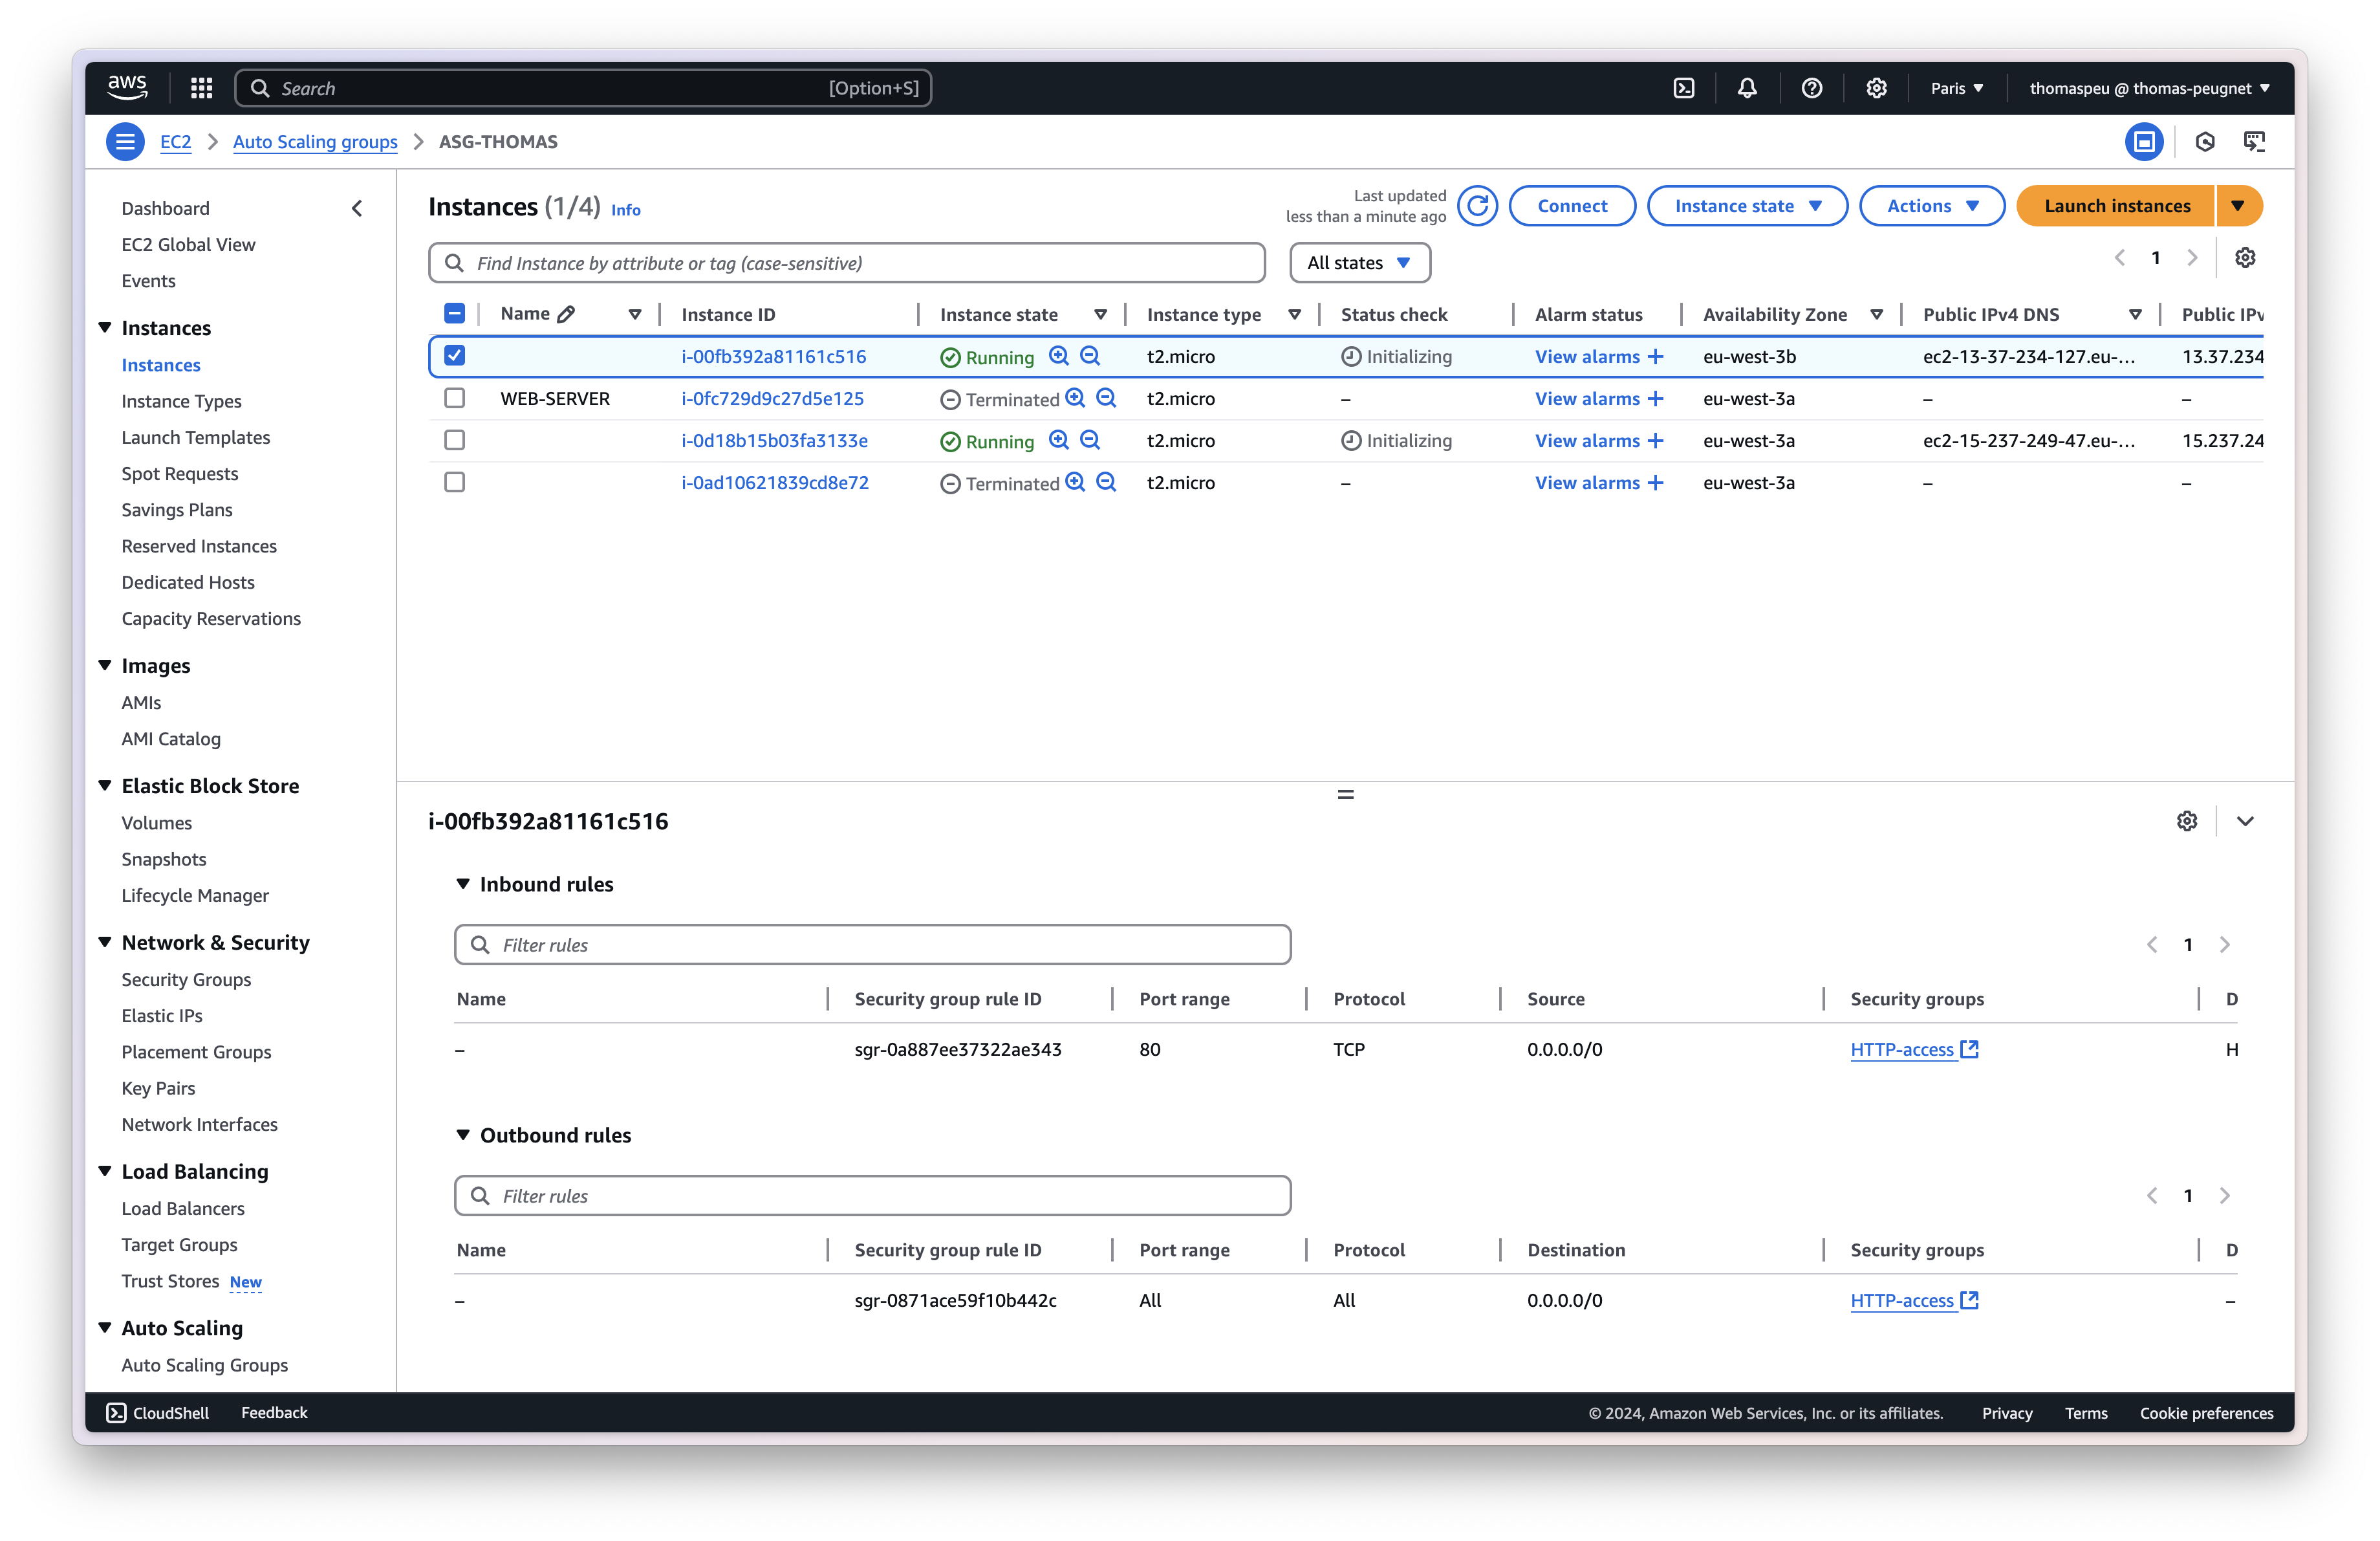 aws
Search [Option+S]
Paris
thomaspeu @ thomas-peugnet
EC2 Auto Scaling groups ASG-THOMAS
Dashboard
EC2 Global View
Events
Instances
Instances
Instance Types
Launch Templates
Spot Requests
Savings Plans
Reserved Instances
Dedicated Hosts
Capacity Reservations
Images
AMIs
AMI Catalog
Elastic Block Store
Volumes
Snapshots
Lifecycle Manager
Network & Security
Security Groups
Elastic IPs
Placement Groups
Key Pairs
Network Interfaces
Load Balancing
Load Balancers
Target Groups
Trust Stores New
Auto Scaling
Auto Scaling Groups
Instances (1/4) Info
Last updated
less than a minute ago
Connect
Instance state
Actions
Launch instances
Find Instance by attribute or tag (case-sensitive)
All states
1
Name Instance ID Instance state Instance type Status check Alarm status Availability Zone Public IPv4 DNS Public IPv
i-00fb392a81161c516 Running t2.micro Initializing View alarms + eu-west-3b ec2-13-37-234-127.eu-... 13.37.234
WEB-SERVER i-0fc729d9c27d5e125 Terminated t2.micro – View alarms + eu-west-3a – –
i-0d18b15b03fa3133e Running t2.micro Initializing View alarms + eu-west-3a ec2-15-237-249-47.eu-... 15.237.24
i-0ad10621839cd8e72 Terminated t2.micro – View alarms + eu-west-3a – –
i-00fb392a81161c516
Inbound rules
Filter rules
1
Name Security group rule ID Port range Protocol Source Security groups D
– sgr-0a887ee37322ae343 80 TCP 0.0.0.0/0 HTTP-access H
Outbound rules
Filter rules
1
Name Security group rule ID Port range Protocol Destination Security groups D
– sgr-0871ace59f10b442c All All 0.0.0.0/0 HTTP-access –
CloudShell Feedback © 2024, Amazon Web Services, Inc. or its affiliates. Privacy Terms Cookie preferences